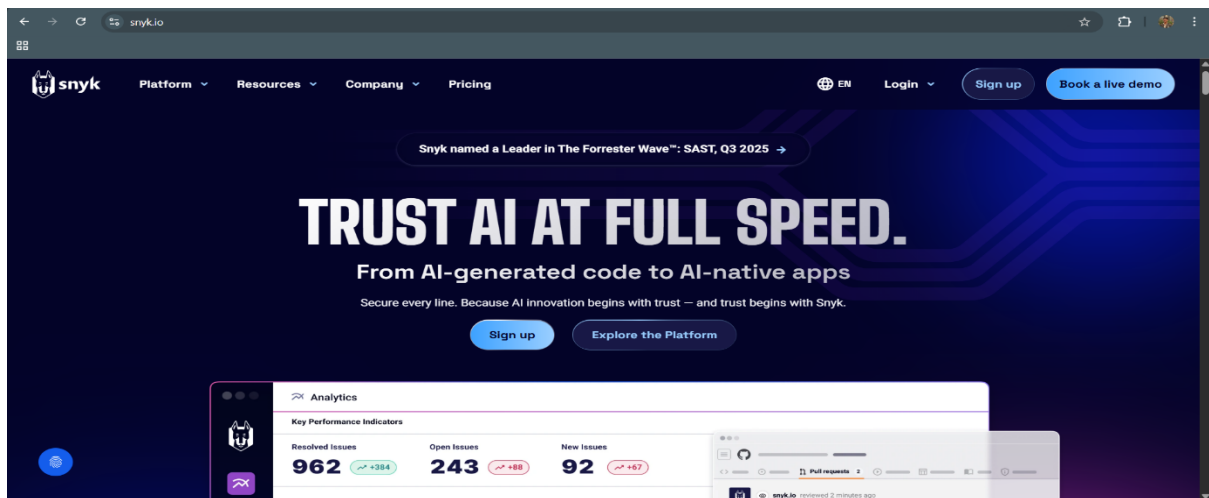 snyk.io
snyk Platform Resources Company Pricing EN Login Sign up Book a live demo
Snyk named a Leader in The Forrester Wave™: SAST, Q3 2025 →
TRUST AI AT FULL SPEED.
From AI-generated code to AI-native apps
Secure every line. Because AI innovation begins with trust — and trust begins with Snyk.
Sign up Explore the Platform
Analytics
Key Performance Indicators
Resolved Issues Open Issues New Issues
962 +384 243 +88 92 +67
Pull requests 2
snyk.io reviewed 2 minutes ago